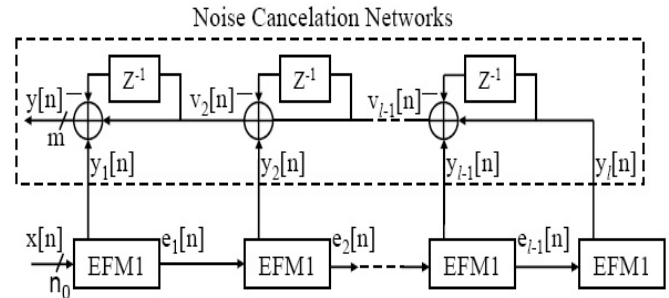 Noise Cancelation Networks
Z⁻¹ Z⁻¹ Z⁻¹
y[n] − v₂[n] − vₗ₋₁[n] −
m
y₁[n] y₂[n] yₗ₋₁[n] yₗ[n]
x[n] e₁[n] e₂[n] eₗ₋₁[n]
EFM1 EFM1 EFM1 EFM1
n₀